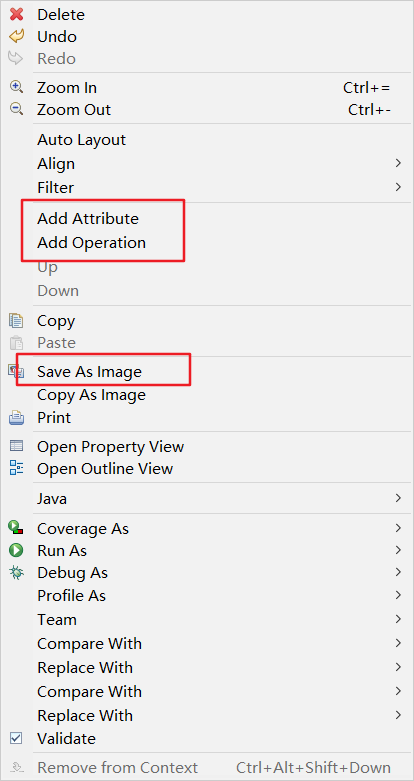 Delete
Undo
Redo
Zoom In Ctrl+=
Zoom Out Ctrl+-
Auto Layout
Align
Filter
Add Attribute
Add Operation
Up
Down
Copy
Paste
Save As Image
Copy As Image
Print
Open Property View
Open Outline View
Java
Coverage As
Run As
Debug As
Profile As
Team
Compare With
Replace With
Compare With
Replace With
Validate
Remove from Context Ctrl+Alt+Shift+Down